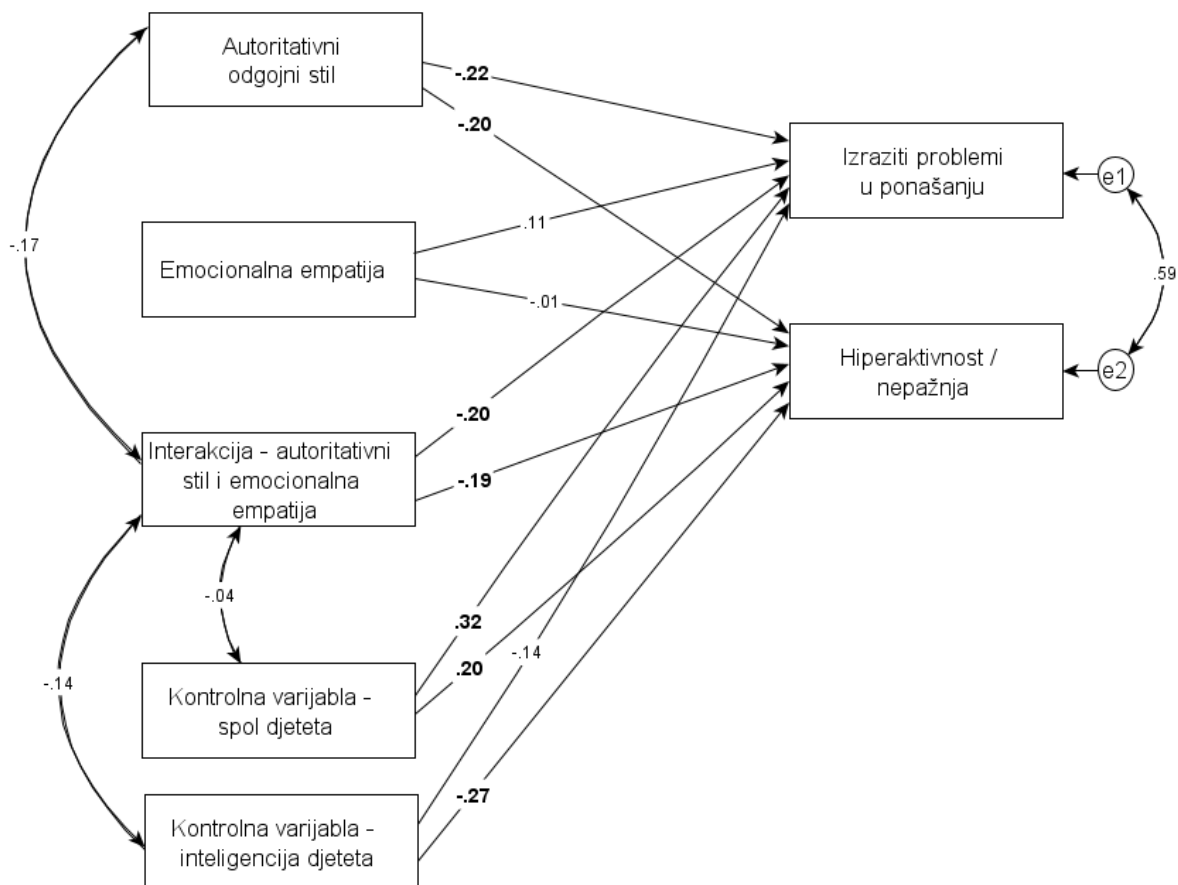 Autoritativni
odgojni stil
-.22
-.20
Izraziti problemi
u ponašanju
e1
-.17
Emocionalna empatija
.11
-.01
.59
Hiperaktivnost /
nepažnja
e2
Interakcija - autoritativni
stil i emocionalna
empatija
-.20
-.19
-.04
.32
-.14
.20
-.14
Kontrolna varijabla -
spol djeteta
-.27
Kontrolna varijabla -
inteligencija djeteta